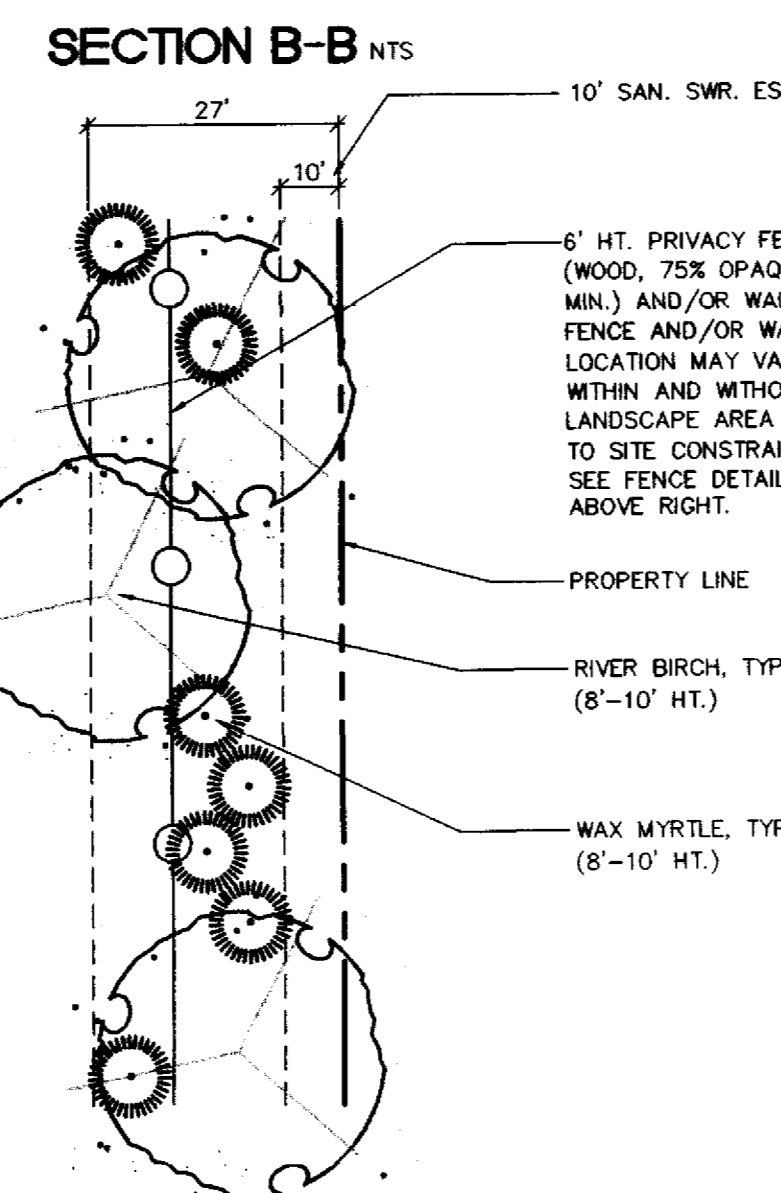 SECTION B-B NTS
27'
10'
10' SAN. SWR. ES
6' HT. PRIVACY FE
(WOOD, 75% OPAQ
MIN.) AND/OR WA
FENCE AND/OR WA
LOCATION MAY VA
WITHIN AND WITHO
LANDSCAPE AREA
TO SITE CONSTRAI
SEE FENCE DETAIL
ABOVE RIGHT.
PROPERTY LINE
RIVER BIRCH, TYP
(8'-10' HT.)
WAX MYRTLE, TYP
(8'-10' HT.)